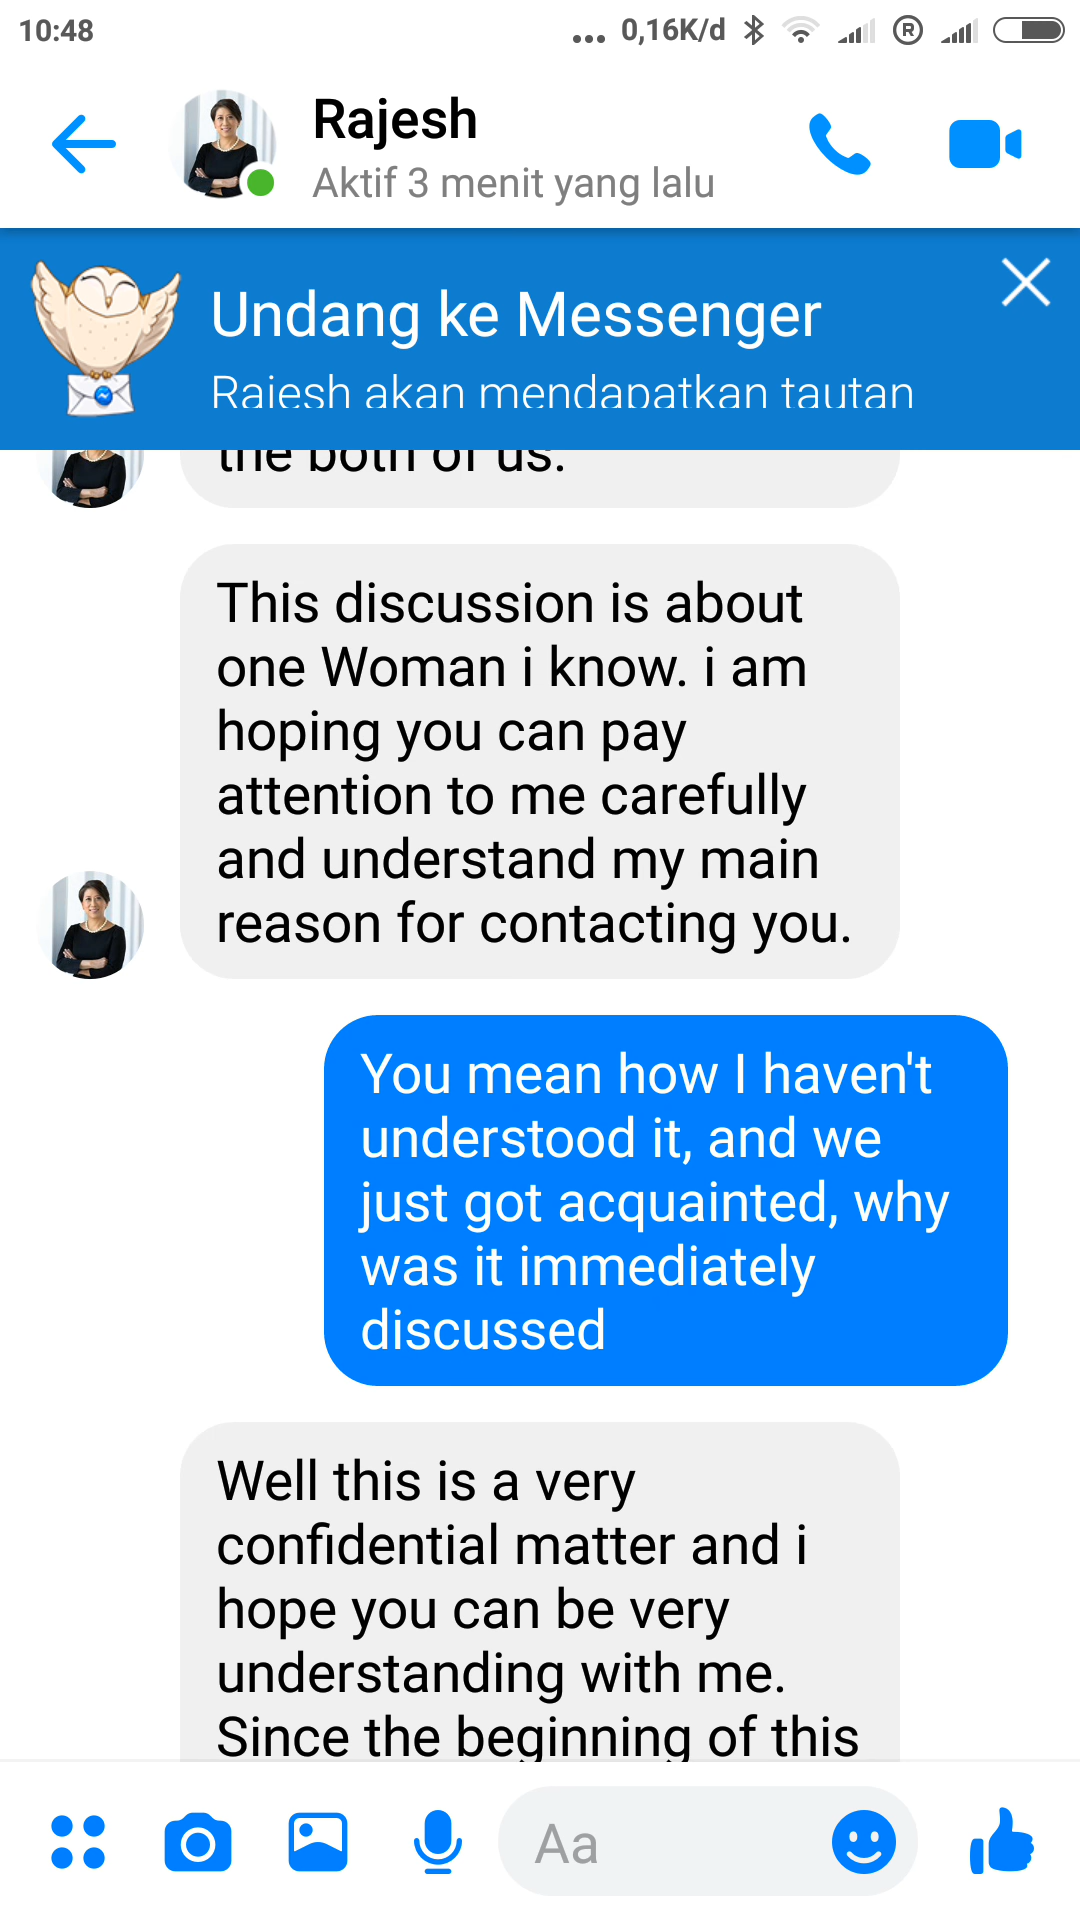 10:48
... 0,16K/d
R
Rajesh
Aktif 3 menit yang lalu
Undang ke Messenger
Rajesh akan mendapatkan tautan
the both of us.
This discussion is about
one Woman i know. i am
hoping you can pay
attention to me carefully
and understand my main
reason for contacting you.
You mean how I haven't
understood it, and we
just got acquainted, why
was it immediately
discussed
Well this is a very
confidential matter and i
hope you can be very
understanding with me.
Since the beginning of this
Aa